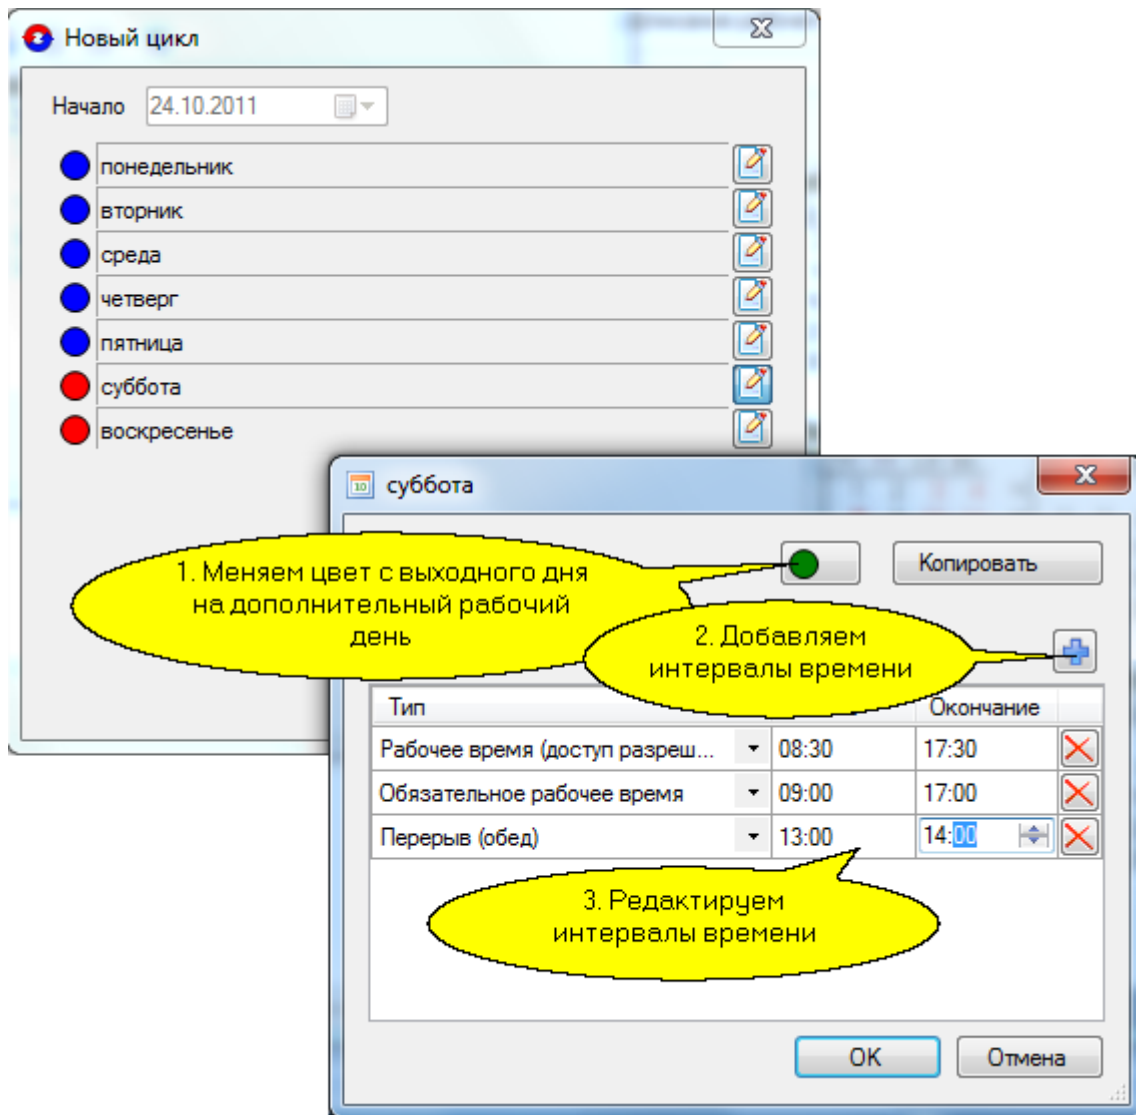 Новый цикл
Начало 24.10.2011
понедельник
вторник
среда
четверг
пятница
суббота
воскресенье
суббота
1. Меняем цвет с выходного дня
на дополнительный рабочий
день
Копировать
2. Добавляем
интервалы времени
Тип Окончание
Рабочее время (доступ разреш... 08:30 17:30
Обязательное рабочее время 09:00 17:00
Перерыв (обед) 13:00 14:00
3. Редактируем
интервалы времени
OK Отмена